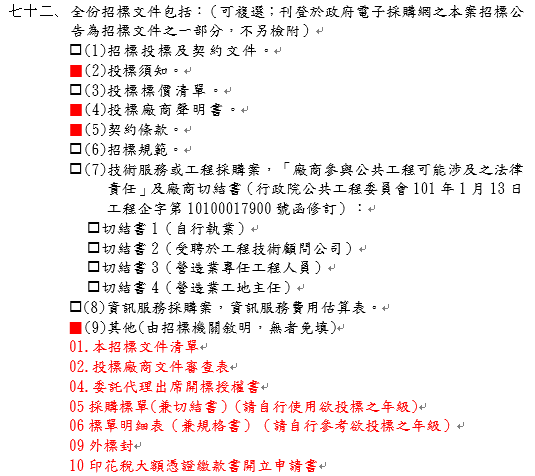 七十二、全份招標文件包括：（可複選；刊登於政府電子採購網之本案招標公
告為招標文件之一部分，不另檢附）
□(1)招標投標及契約文件。
■(2)投標須知。
□(3)投標標價清單。
■(4)投標廠商聲明書。
■(5)契約條款。
□(6)招標規範。
□(7)技術服務或工程採購案，「廠商參與公共工程可能涉及之法律
責任」及廠商切結書（行政院公共工程委員會 101 年 1 月 13 日
工程企字第 10100017900 號函修訂）：
□切結書 1（自行執業）
□切結書 2（受聘於工程技術顧問公司）
□切結書 3（營造業專任工程人員）
□切結書 4（營造業工地主任）
□(8)資訊服務採購案，資訊服務費用估算表。
■(9)其他(由招標機關敘明，無者免填)
01.本招標文件清單
02.投標廠商文件審查表
04.委託代理出席開標授權書
05 採購標單(兼切結書)（請自行使用欲投標之年級)
06 標單明細表（兼規格書）（請自行參考欲投標之年級）
09 外標封
10 印花稅大額憑證繳款書開立申請書